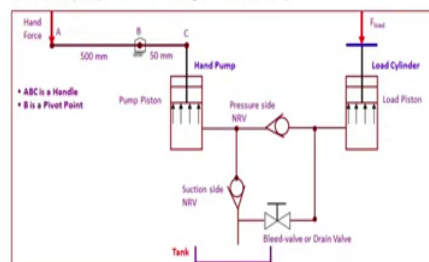 Hand
Force
A
B
C
F load
500 mm
50 mm
Hand Pump
Load Cylinder
• ABC is a Handle
• B is a Pivot Point
Pump Piston
Pressure side
NRV
Load Piston
Suction side
NRV
Bleed-valve or Drain Valve
Tank